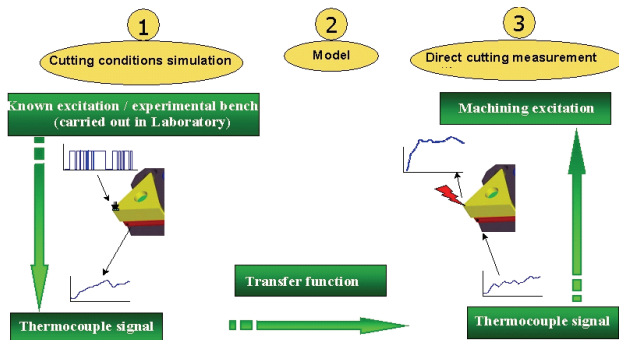 1
Cutting conditions simulation
Known excitation / experimental bench
(carried out in Laboratory)
Thermocouple signal
2
Model
Transfer function
3
Direct cutting measurement
Machining excitation
Thermocouple signal